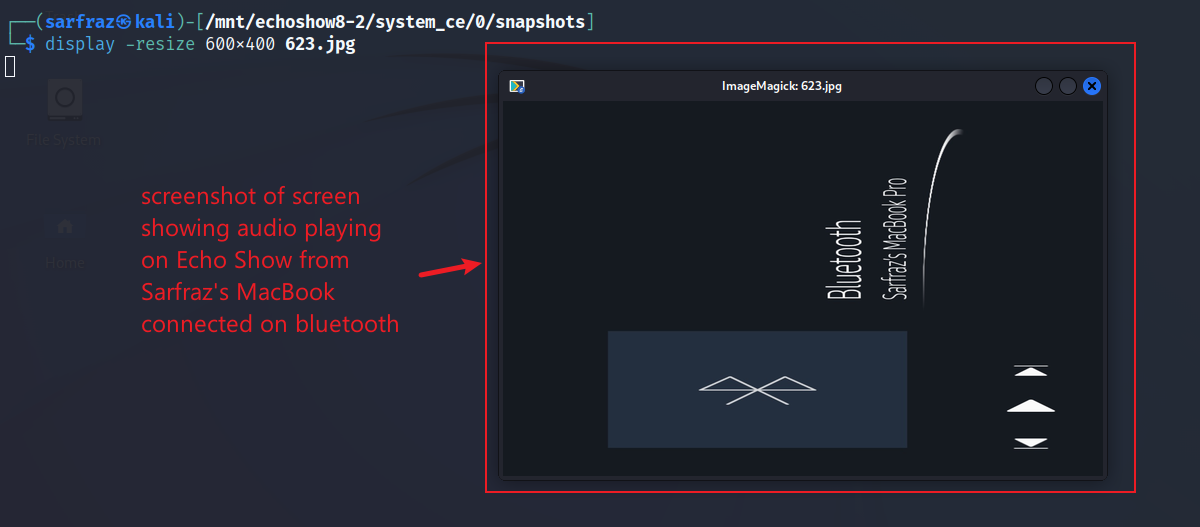 ┌──(sarfraz㉿kali)-[/mnt/echoshow8-2/system_ce/0/snapshots]
└─$ display -resize 600×400 623.jpg
ImageMagick: 623.jpg
File System
Home
screenshot of screen
showing audio playing
on Echo Show from
Sarfraz's MacBook
connected on bluetooth
Bluetooth
Sarfraz's MacBook Pro